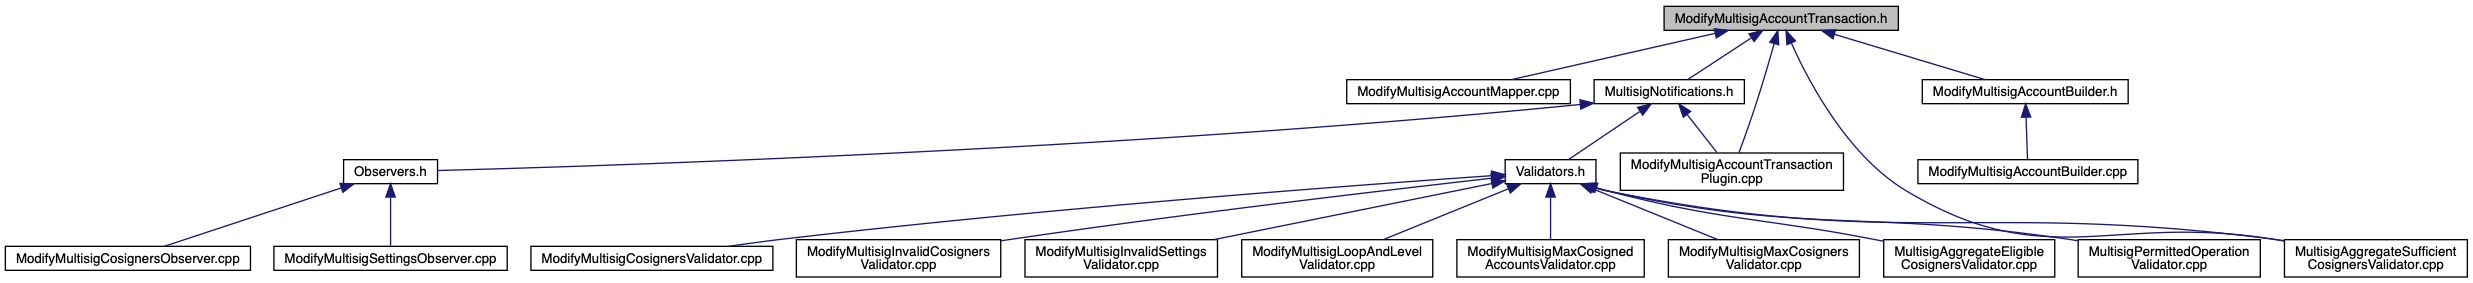 ModifyMultisigAccountTransaction.h
ModifyMultisigAccountMapper.cpp
MultisigNotifications.h
ModifyMultisigAccountBuilder.h
Observers.h
Validators.h
ModifyMultisigAccountTransaction
Plugin.cpp
ModifyMultisigAccountBuilder.cpp
ModifyMultisigCosignersObserver.cpp
ModifyMultisigSettingsObserver.cpp
ModifyMultisigCosignersValidator.cpp
ModifyMultisigInvalidCosigners
Validator.cpp
ModifyMultisigInvalidSettings
Validator.cpp
ModifyMultisigLoopAndLevel
Validator.cpp
ModifyMultisigMaxCosigned
AccountsValidator.cpp
ModifyMultisigMaxCosigners
Validator.cpp
MultisigAggregateEligible
CosignersValidator.cpp
MultisigPermittedOperation
Validator.cpp
MultisigAggregateSufficient
CosignersValidator.cpp